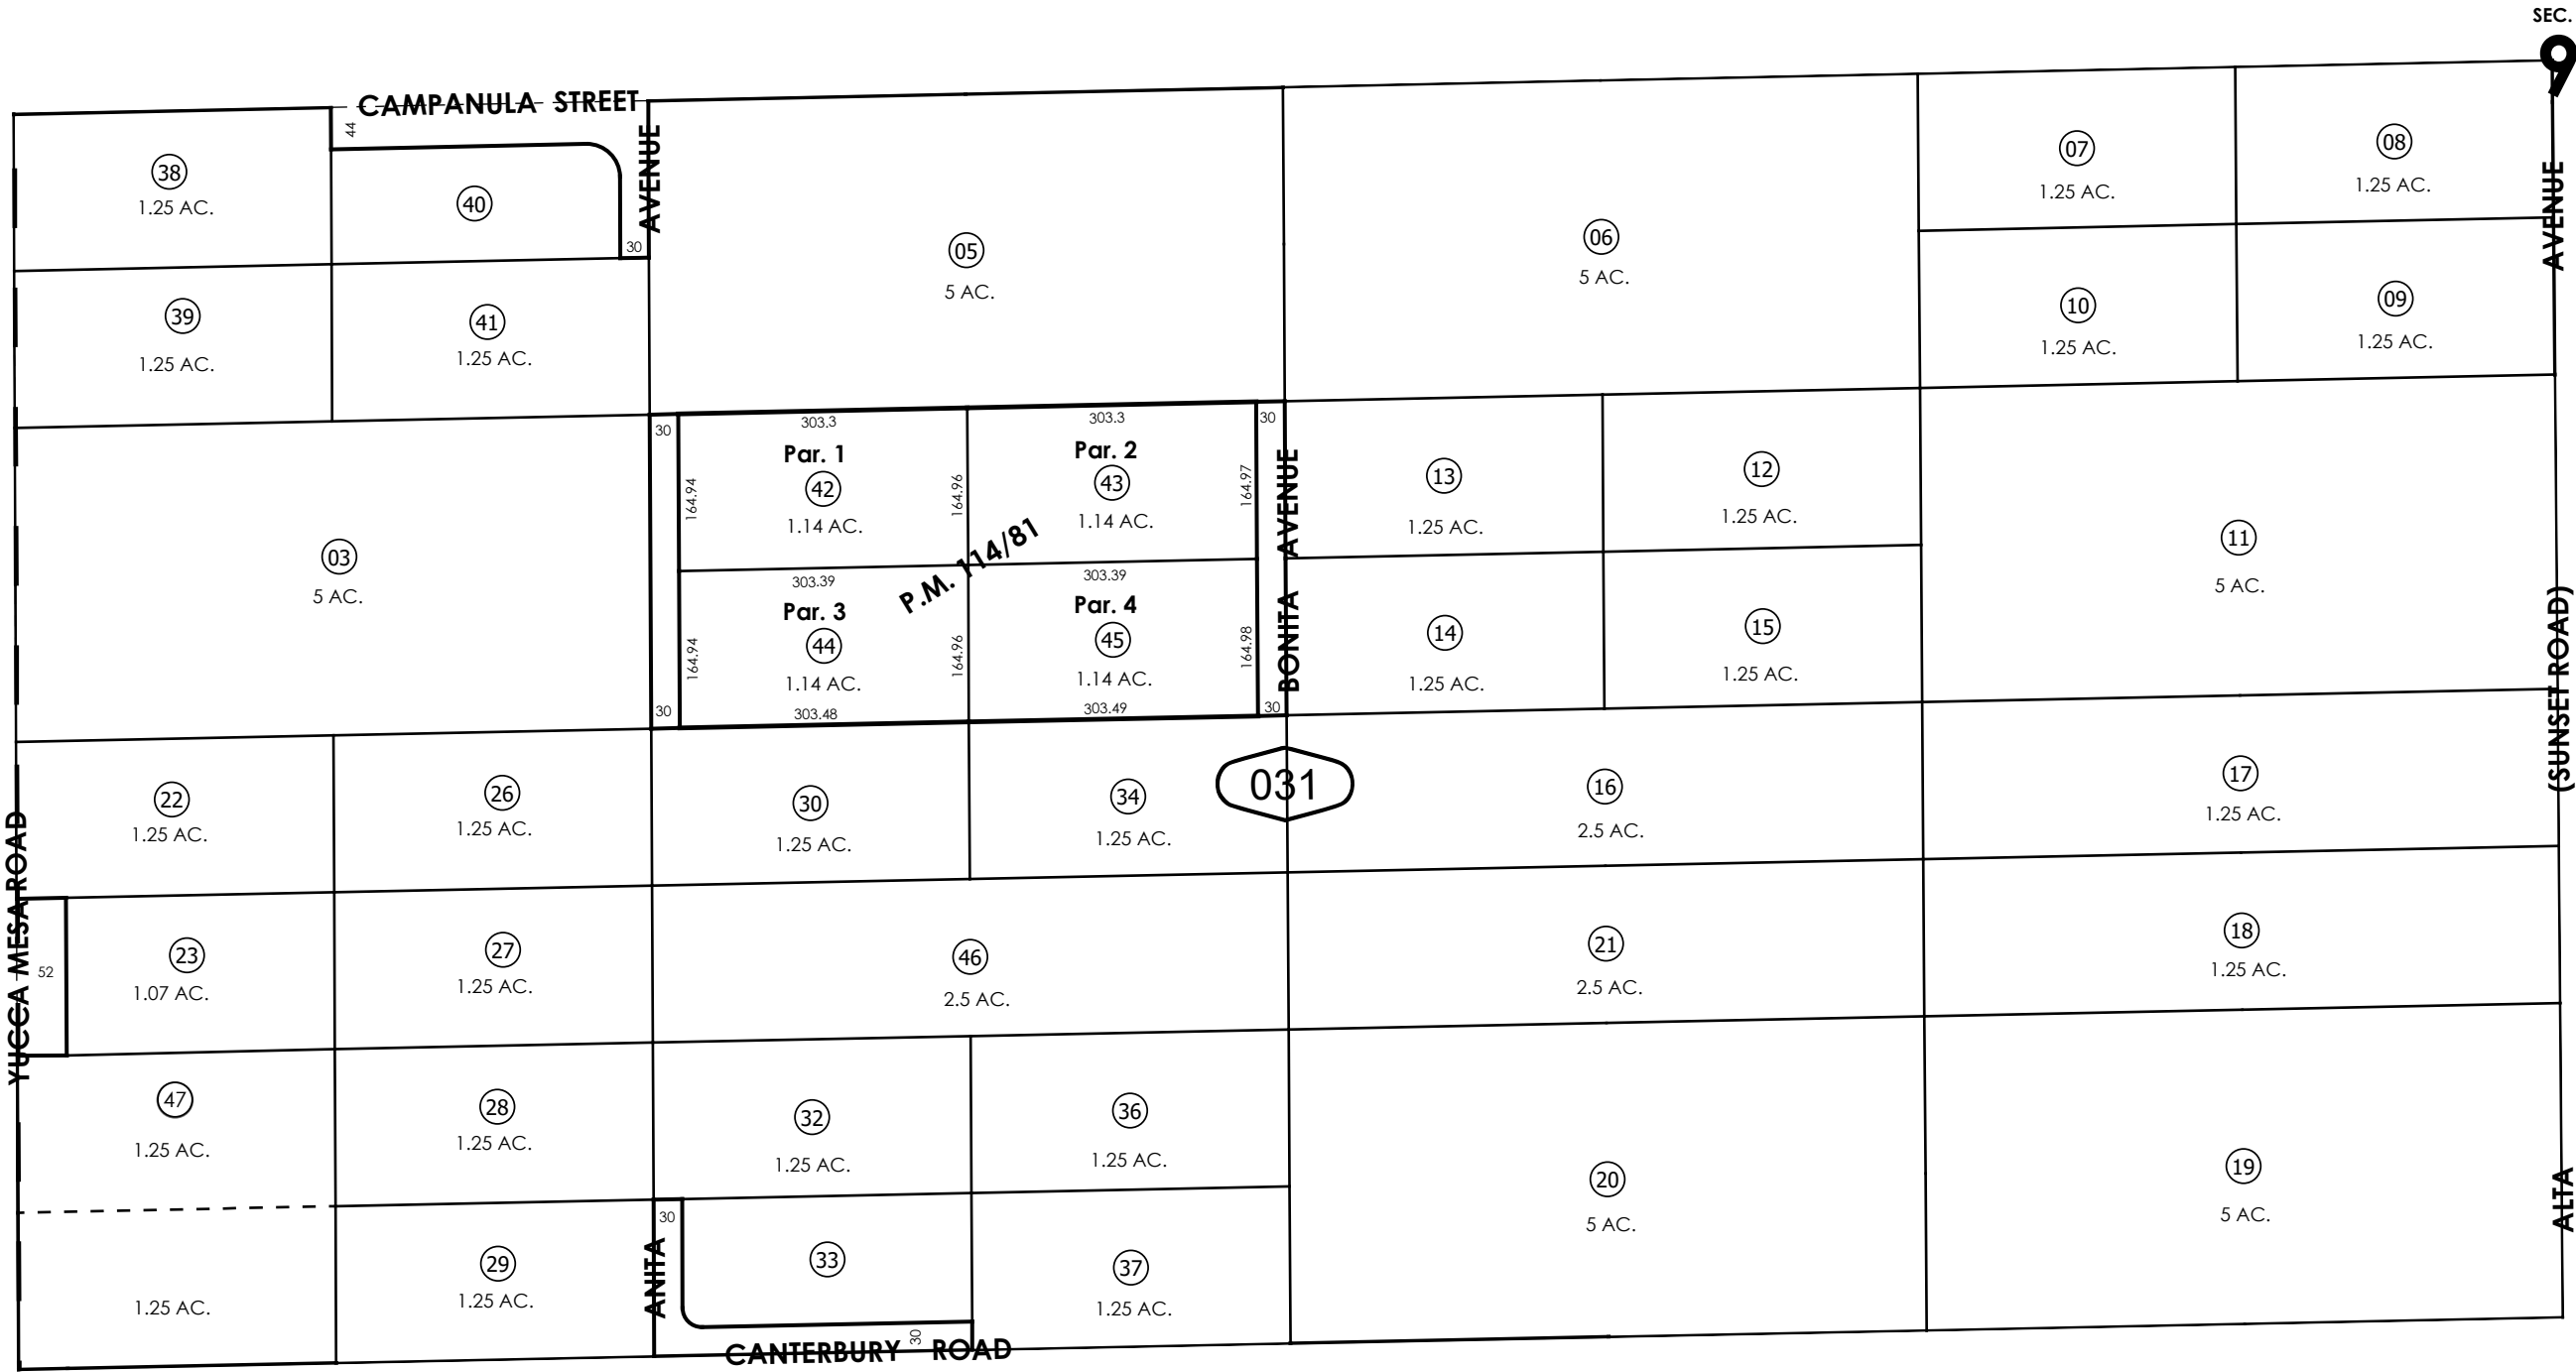 SEC.
9
CAMPANULA STREET
44
AVENUE
38
1.25 AC.
40
30
05
5 AC.
06
5 AC.
07
1.25 AC.
08
1.25 AC.
AVENUE
39
1.25 AC.
41
1.25 AC.
10
1.25 AC.
09
1.25 AC.
03
5 AC.
30
303.3
Par. 1
42
164.94
164.96
1.14 AC.
303.3
Par. 2
43
164.97
1.14 AC.
30
P.M. 114/81
303.39
Par. 3
44
164.94
164.96
1.14 AC.
303.48
30
303.39
Par. 4
45
164.98
1.14 AC.
303.49
30
BONITA AVENUE
13
1.25 AC.
12
1.25 AC.
14
1.25 AC.
15
1.25 AC.
11
5 AC.
(SUNSET ROAD)
22
1.25 AC.
26
1.25 AC.
30
1.25 AC.
34
1.25 AC.
031
16
2.5 AC.
17
1.25 AC.
YUCCA MESA ROAD
52
23
1.07 AC.
27
1.25 AC.
46
2.5 AC.
21
2.5 AC.
18
1.25 AC.
47
1.25 AC.
28
1.25 AC.
32
1.25 AC.
36
1.25 AC.
20
5 AC.
19
5 AC.
ALTA
1.25 AC.
29
1.25 AC.
30
ANITA
33
37
1.25 AC.
30
CANTERBURY ROAD